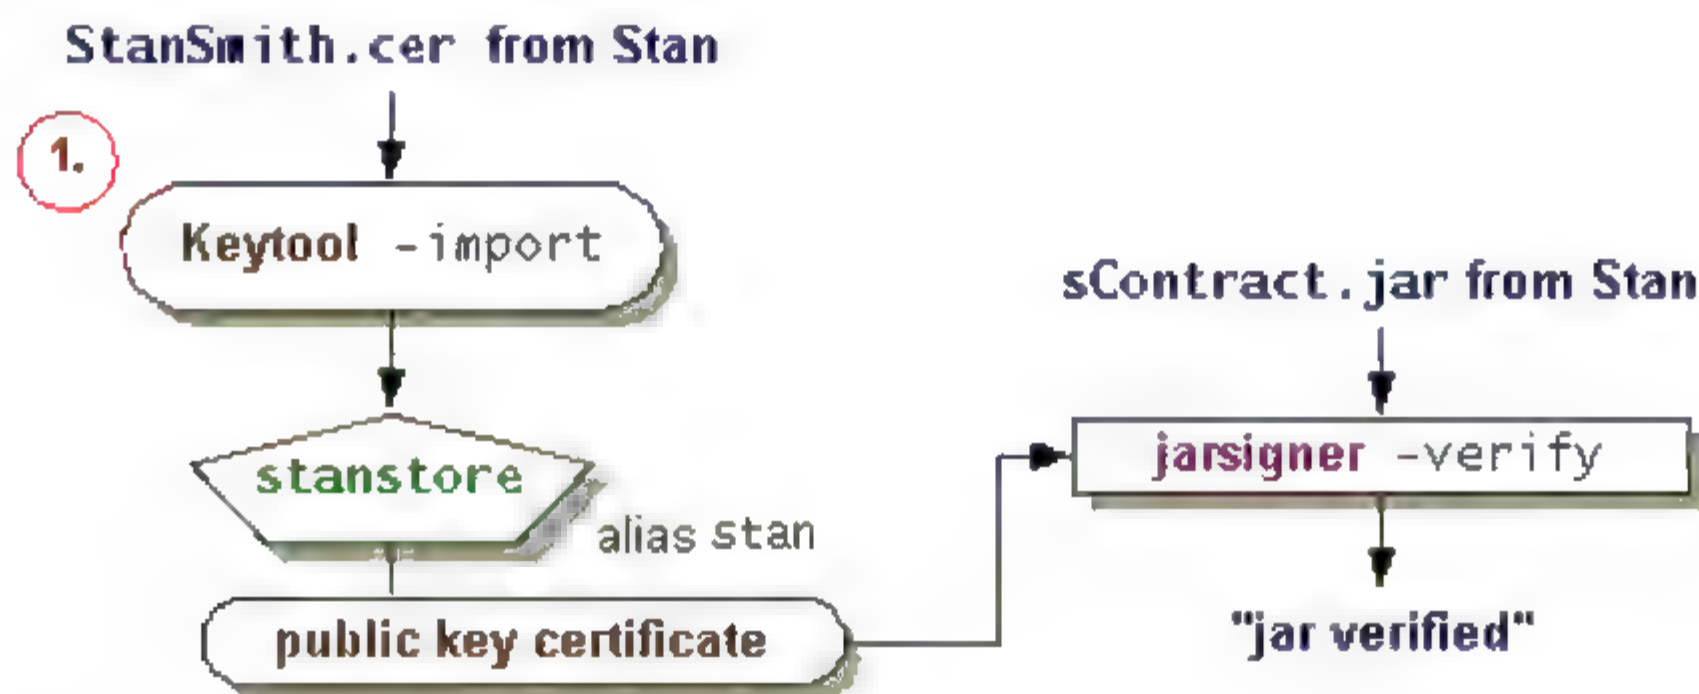 StanSmith.cer from Stan
1.
Keytool -import
sContract.jar from Stan
stanstore
jarsigner -verify
alias stan
public key certificate
"jar verified"